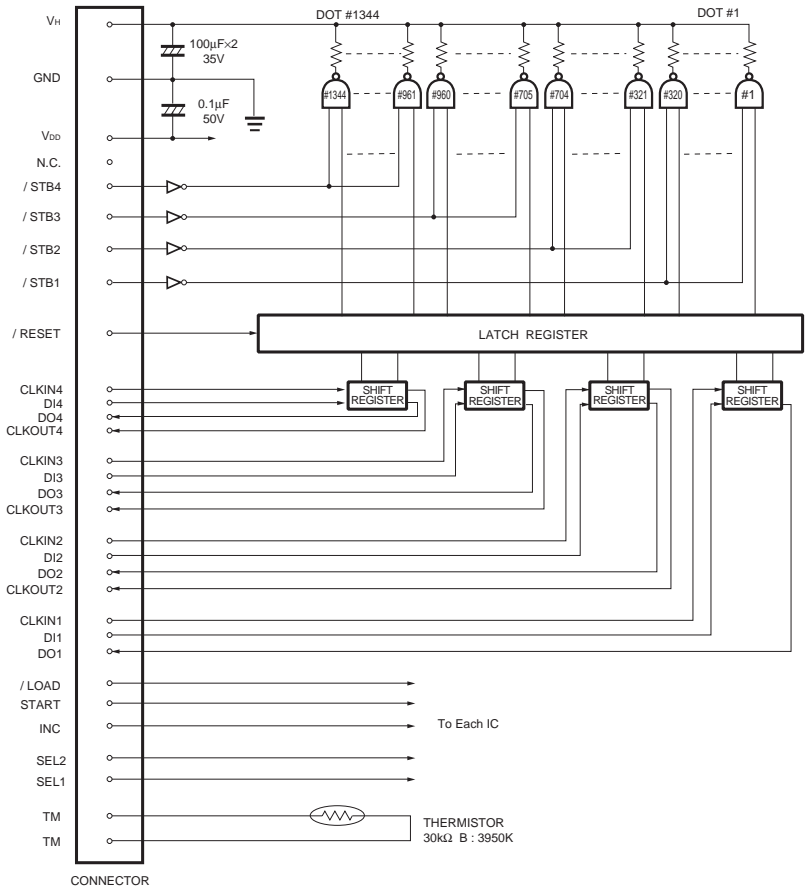 DOT #1344
DOT #1
VH
100μF×2
35V
GND
#1344
#961
#960
#705
#704
#321
#320
#1
0.1μF
50V
VDD
N.C.
/ STB4
/ STB3
/ STB2
/ STB1
/ RESET
LATCH REGISTER
CLKIN4
DI4
DO4
CLKOUT4
SHIFT
REGISTER
SHIFT
REGISTER
SHIFT
REGISTER
SHIFT
REGISTER
CLKIN3
DI3
DO3
CLKOUT3
CLKIN2
DI2
DO2
CLKOUT2
CLKIN1
DI1
DO1
/ LOAD
START
INC
To Each IC
SEL2
SEL1
TM
TM
THERMISTOR
30kΩ B : 3950K
CONNECTOR